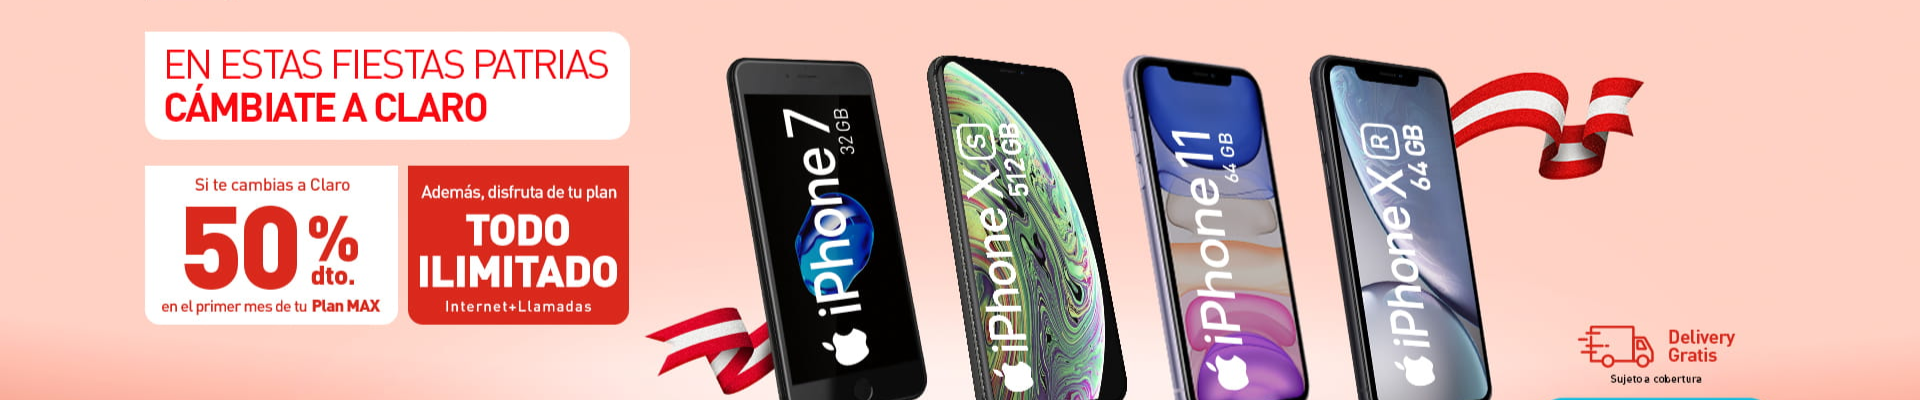 EN ESTAS FIESTAS PATRIAS
CÁMBIATE A CLARO
Si te cambias a Claro
50%
dto.
en el primer mes de tu Plan MAX
Además, disfruta de tu plan
TODO
ILIMITADO
Internet+Llamadas
iPhone 7
32 GB
iPhone XS
512 GB
iPhone 11
64 GB
iPhone XR
64 GB
Delivery
Gratis
Sujeto a cobertura